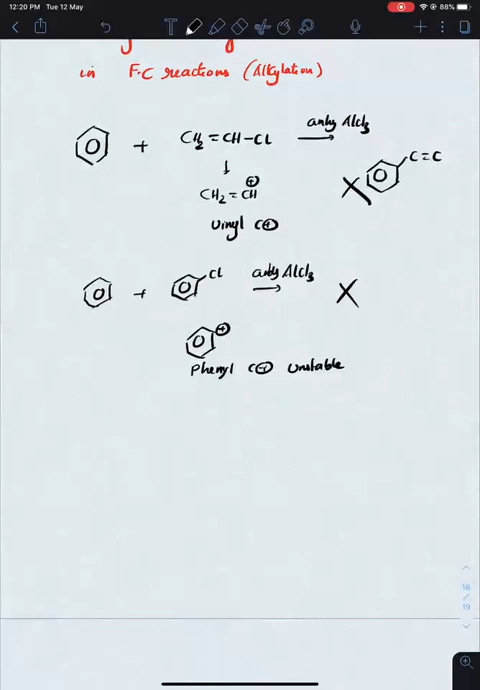 12:20 PM Tue 12 May
88%
in F.C reactions (Alkylation)
+ CH2=CH-Cl anhy AlCl3
C=C
X
CH2=CH⊕
Vinyl C⊕
+ Cl anhy AlCl3 X
⊕
Phenyl C⊕ Unstable
18
/
19